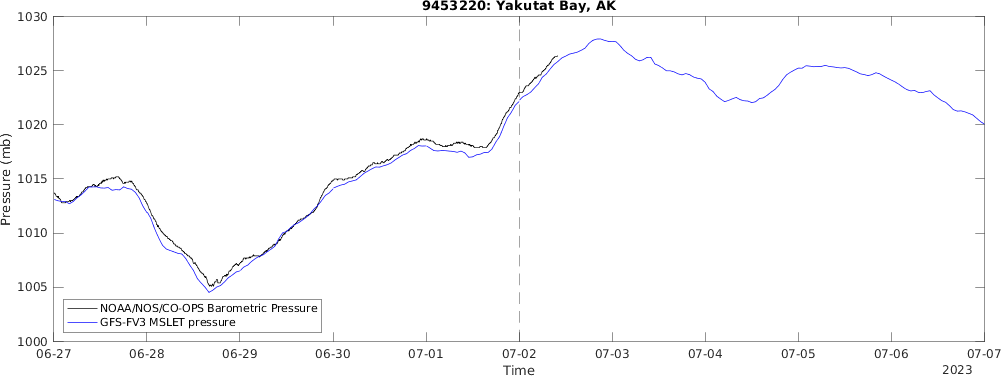 9453220: Yakutat Bay, AK
Pressure (mb)
1030
1025
1020
1015
1010
1005
1000
NOAA/NOS/CO-OPS Barometric Pressure
GFS-FV3 MSLET pressure
06-27 06-28 06-29 06-30 07-01 07-02 07-03 07-04 07-05 07-06 07-07
Time
2023